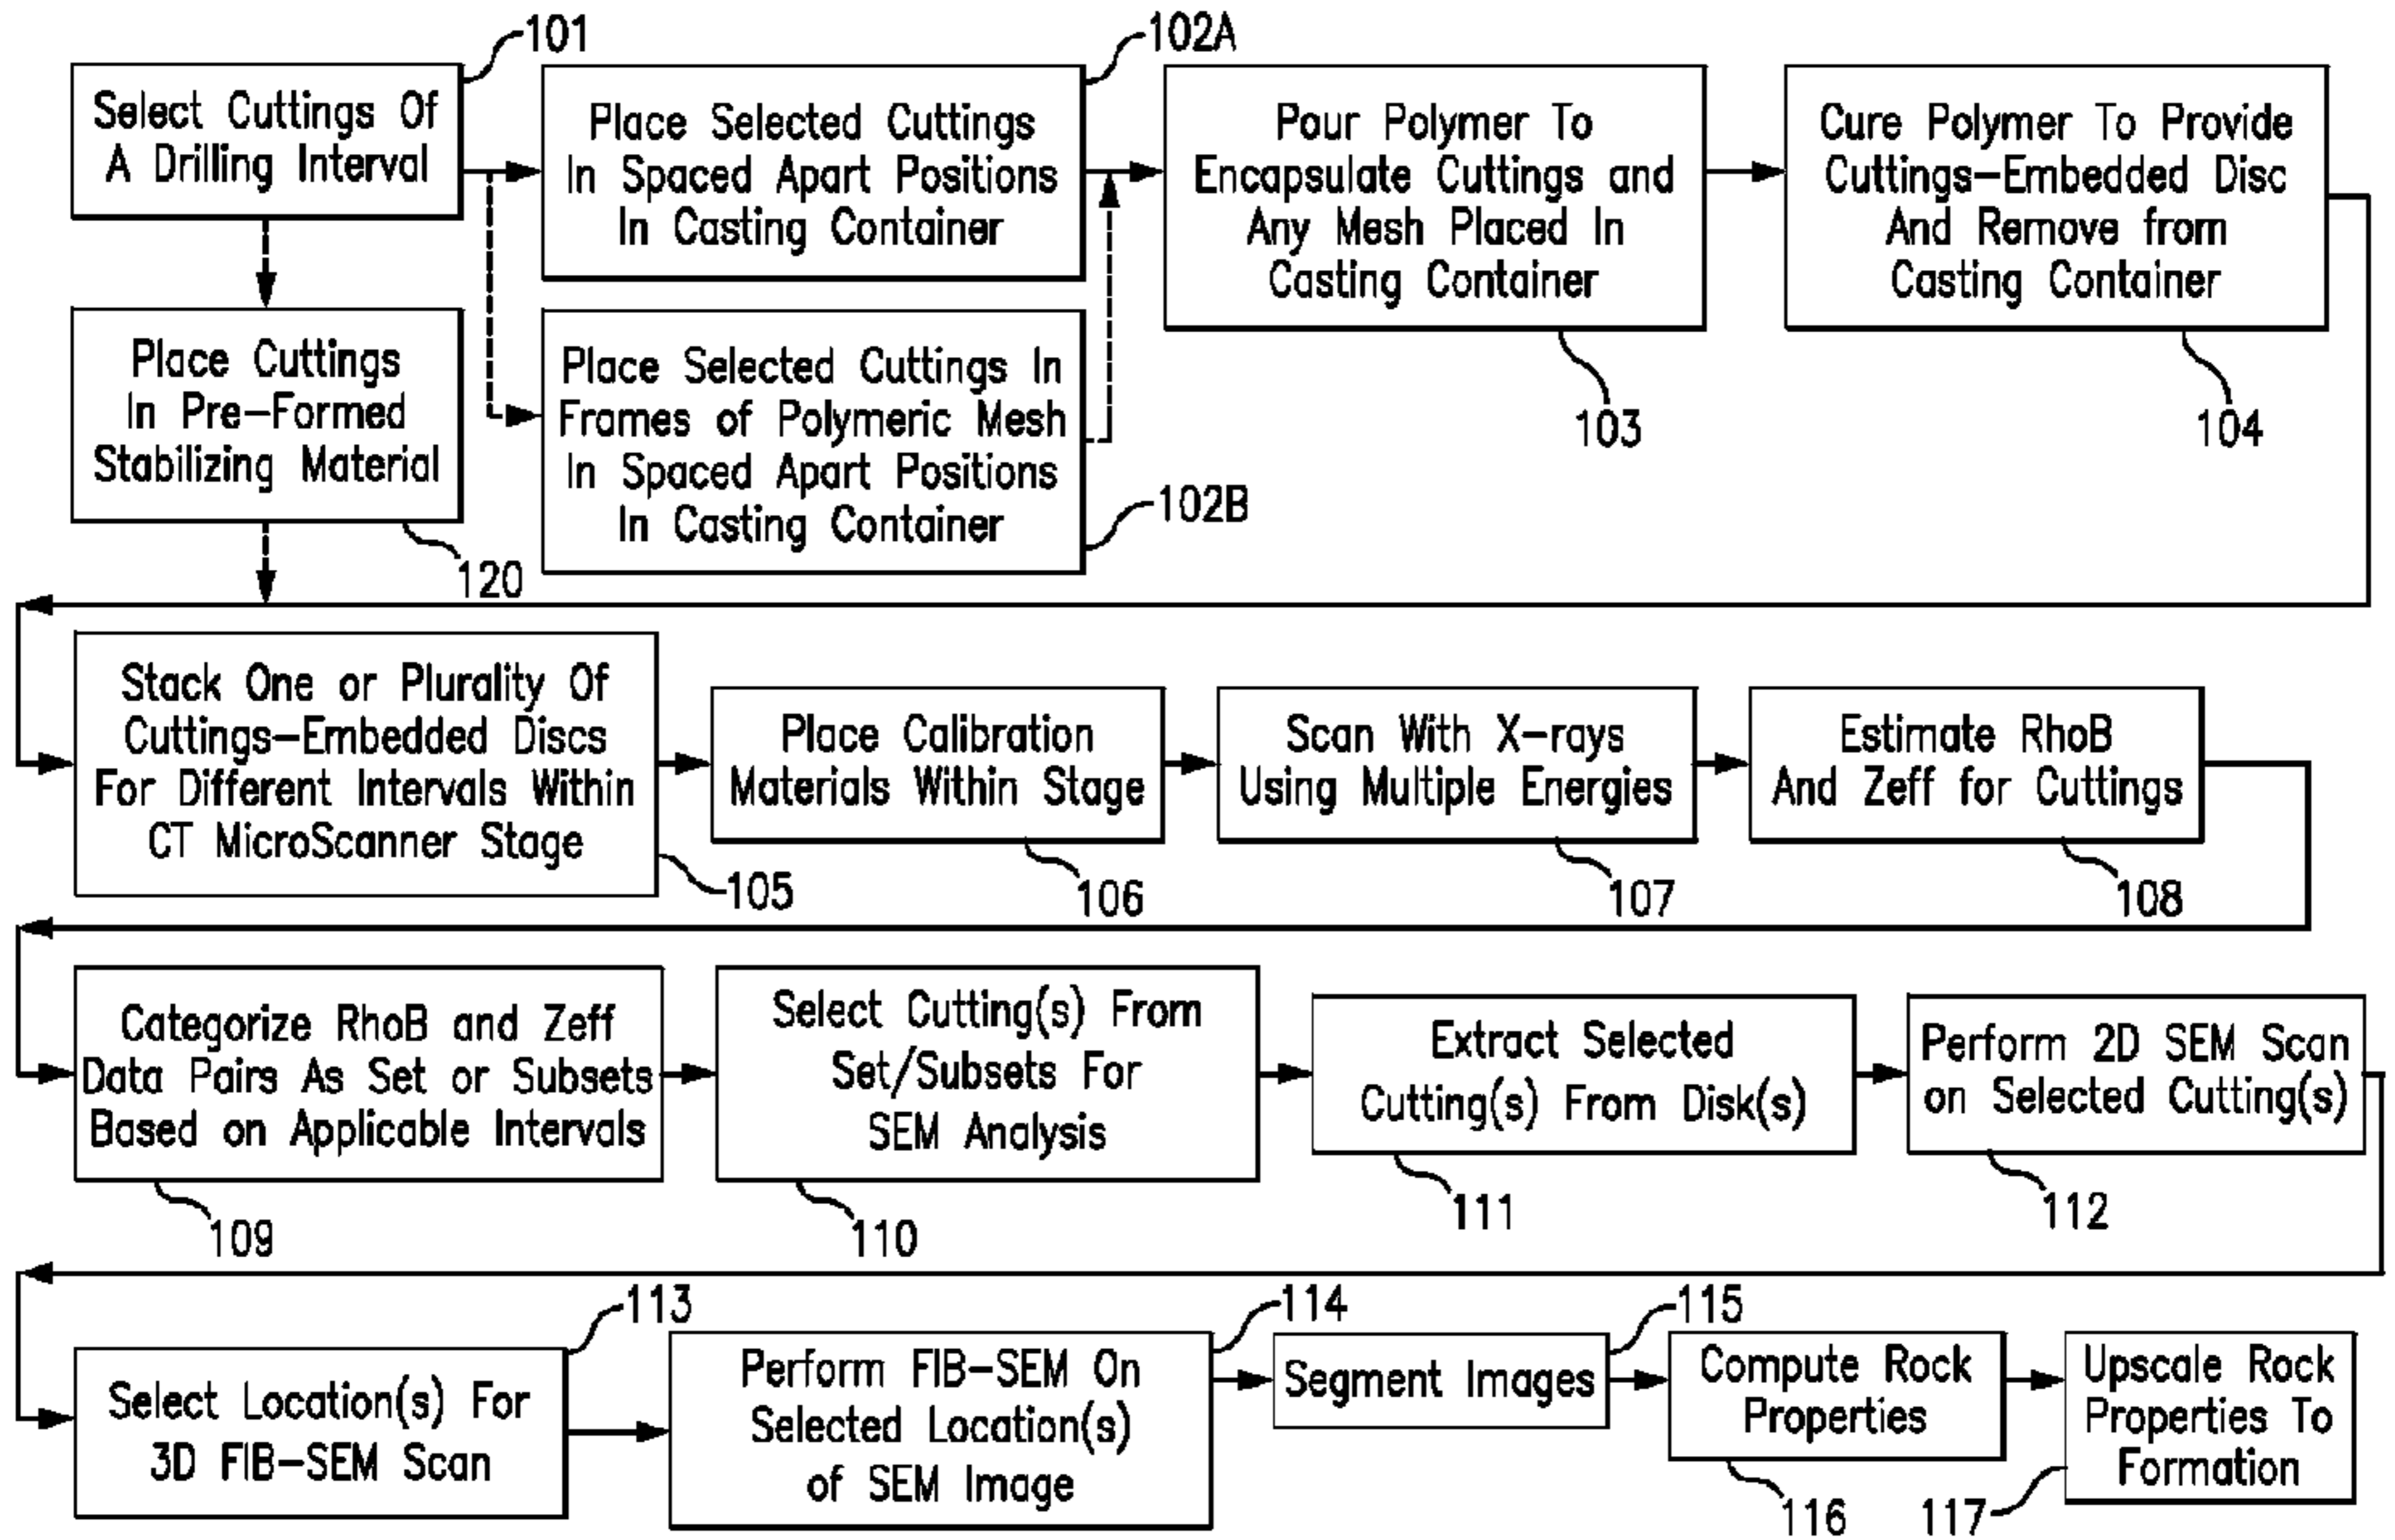 101
Select Cuttings Of
A Drilling Interval
102A
Place Selected Cuttings
In Spaced Apart Positions
In Casting Container
Pour Polymer To
Encapsulate Cuttings and
Any Mesh Placed In
Casting Container
103
Cure Polymer To Provide
Cuttings-Embedded Disc
And Remove from
Casting Container
104
Place Cuttings
In Pre-Formed
Stabilizing Material
120
Place Selected Cuttings In
Frames of Polymeric Mesh
In Spaced Apart Positions
In Casting Container
102B
Stack One or Plurality Of
Cuttings-Embedded Discs
For Different Intervals Within
CT MicroScanner Stage
105
Place Calibration
Materials Within Stage
106
Scan With X-rays
Using Multiple Energies
107
Estimate RhoB
And Zeff for Cuttings
108
Categorize RhoB and Zeff
Data Pairs As Set or Subsets
Based on Applicable Intervals
109
Select Cutting(s) From
Set/Subsets For
SEM Analysis
110
Extract Selected
Cutting(s) From Disk(s)
111
Perform 2D SEM Scan
on Selected Cutting(s)
112
113
Select Location(s) For
3D FIB-SEM Scan
114
Perform FIB-SEM On
Selected Location(s)
of SEM Image
115
Segment Images
Compute Rock
Properties
116
Upscale Rock
Properties To
Formation
117